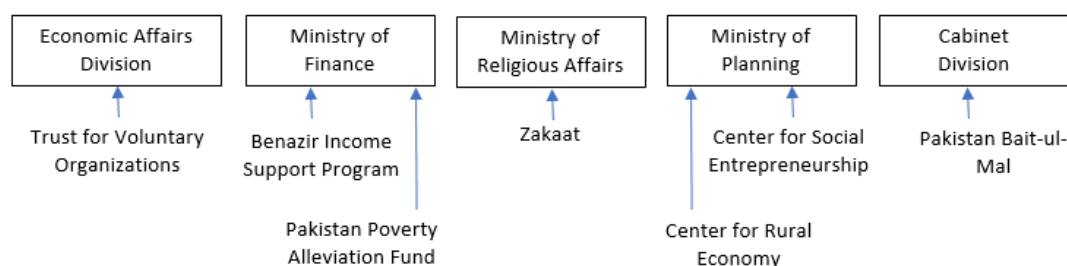 Economic Affairs
Division
Ministry of
Finance
Ministry of
Religious Affairs
Ministry of
Planning
Cabinet
Division
Trust for Voluntary
Organizations
Benazir Income
Support Program
Zakaat
Center for Social
Entrepreneurship
Pakistan Bait-ul-
Mal
Pakistan Poverty
Alleviation Fund
Center for Rural
Economy